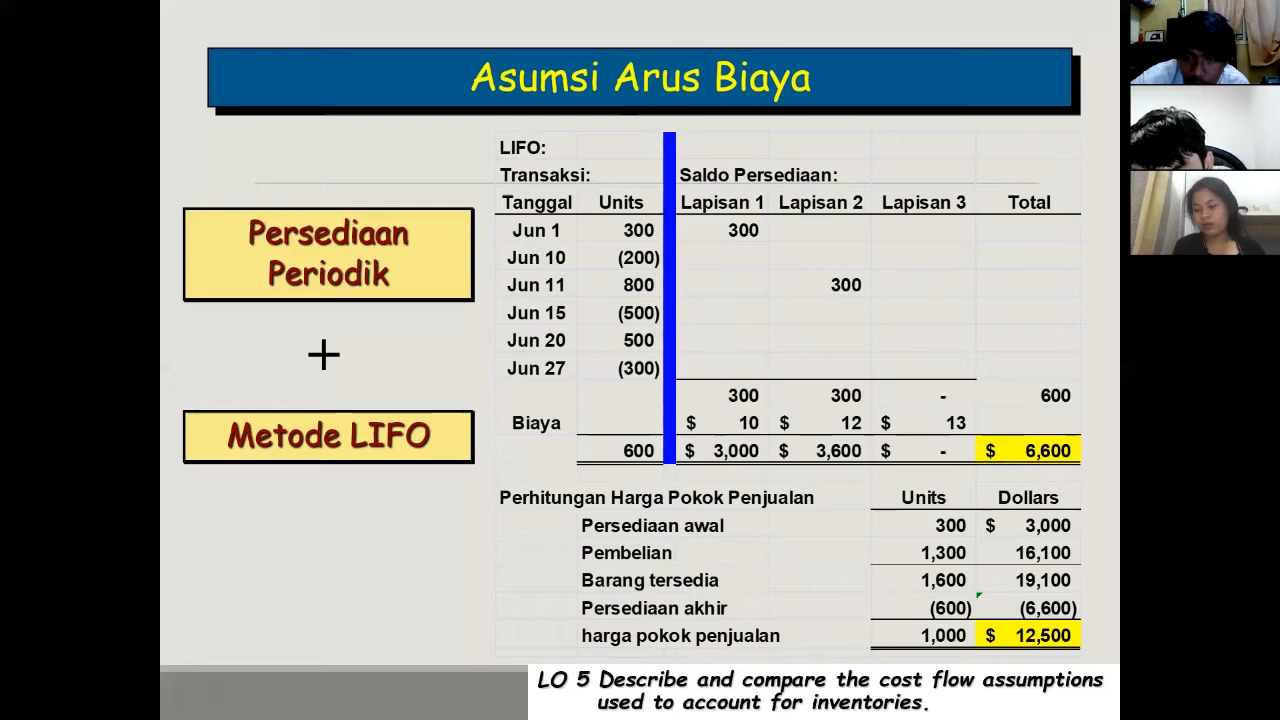 Asumsi Arus Biaya
Persediaan
Periodik
+
Metode LIFO
LIFO:
Transaksi: Saldo Persediaan:
Tanggal Units Lapisan 1 Lapisan 2 Lapisan 3 Total
Jun 1 300 300
Jun 10 (200)
Jun 11 800 300
Jun 15 (500)
Jun 20 500
Jun 27 (300)
300 300 - 600
Biaya $ 10 $ 12 $ 13
600 $ 3,000 $ 3,600 $ - $ 6,600
Perhitungan Harga Pokok Penjualan Units Dollars
Persediaan awal 300 $ 3,000
Pembelian 1,300 16,100
Barang tersedia 1,600 19,100
Persediaan akhir (600) (6,600)
harga pokok penjualan 1,000 $ 12,500
LO 5 Describe and compare the cost flow assumptions
used to account for inventories.